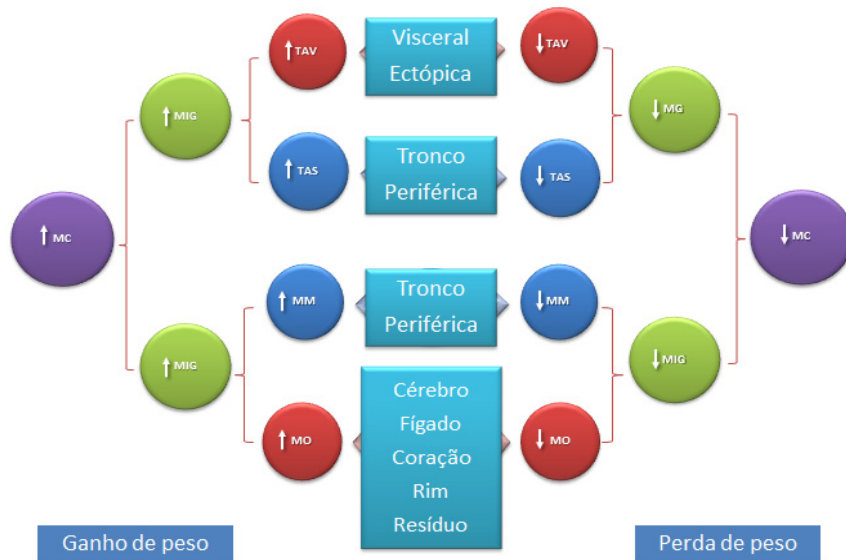 ↑ TAV
Visceral
Ectópica
↓ TAV
↑ MIG
↓ MG
↑ TAS
Tronco
Periférica
↓ TAS
↑ MC
↓ MC
↑ MM
Tronco
Periférica
↓ MM
↑ MIG
↓ MIG
↑ MO
Cérebro
Fígado
Coração
Rim
Resíduo
↓ MO
Ganho de peso
Perda de peso